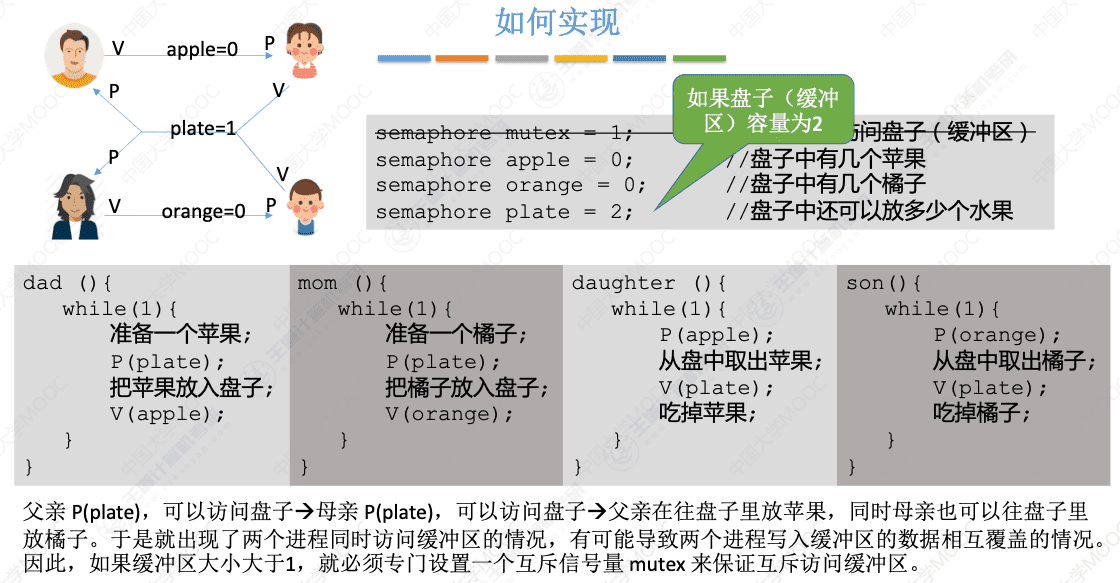 如何实现
V apple=0 P
P V
plate=1
P V
V orange=0 P
如果盘子（缓冲
区）容量为2
semaphore mutex = 1; 问盘子（缓冲区）
semaphore apple = 0; //盘子中有几个苹果
semaphore orange = 0; //盘子中有几个橘子
semaphore plate = 2; //盘子中还可以放多少个水果
dad (){
while(1){
准备一个苹果;
P(plate);
把苹果放入盘子;
V(apple);
}
}
mom (){
while(1){
准备一个橘子;
P(plate);
把橘子放入盘子;
V(orange);
}
}
daughter (){
while(1){
P(apple);
从盘中取出苹果;
V(plate);
吃掉苹果;
}
}
son(){
while(1){
P(orange);
从盘中取出橘子;
V(plate);
吃掉橘子;
}
}
父亲 P(plate)，可以访问盘子→母亲 P(plate)，可以访问盘子→父亲在往盘子里放苹果，同时母亲也可以往盘子里
放橘子。于是就出现了两个进程同时访问缓冲区的情况，有可能导致两个进程写入缓冲区的数据相互覆盖的情况。
因此，如果缓冲区大小大于1，就必须专门设置一个互斥信号量 mutex 来保证互斥访问缓冲区。